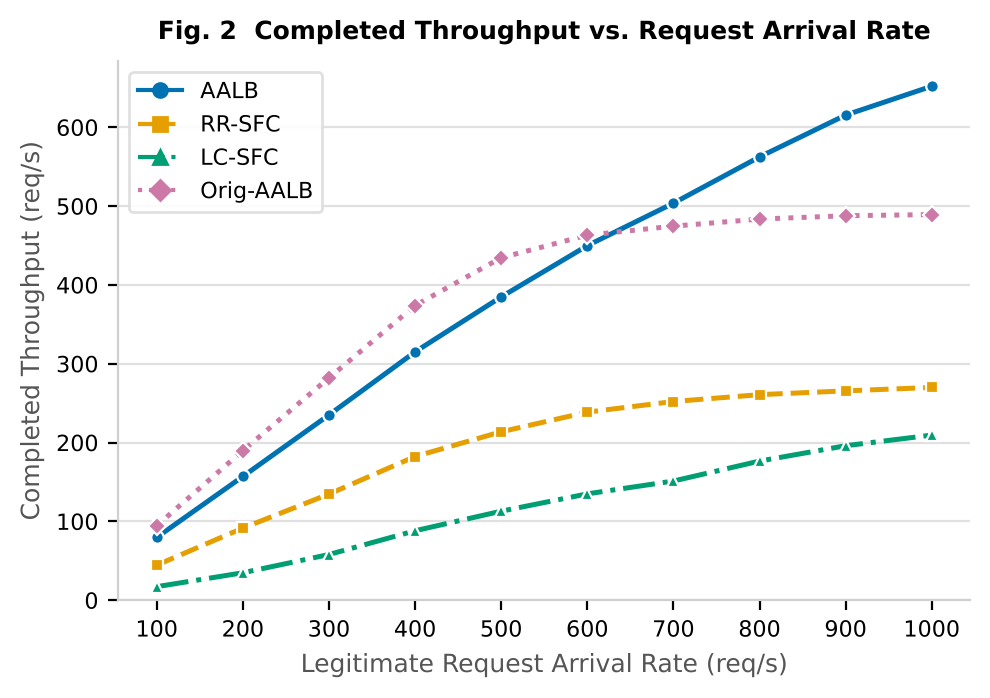 Fig. 2  Completed Throughput vs. Request Arrival Rate
AALB
RR-SFC
LC-SFC
Orig-AALB
Completed Throughput (req/s)
600
500
400
300
200
100
0
100 200 300 400 500 600 700 800 900 1000
Legitimate Request Arrival Rate (req/s)